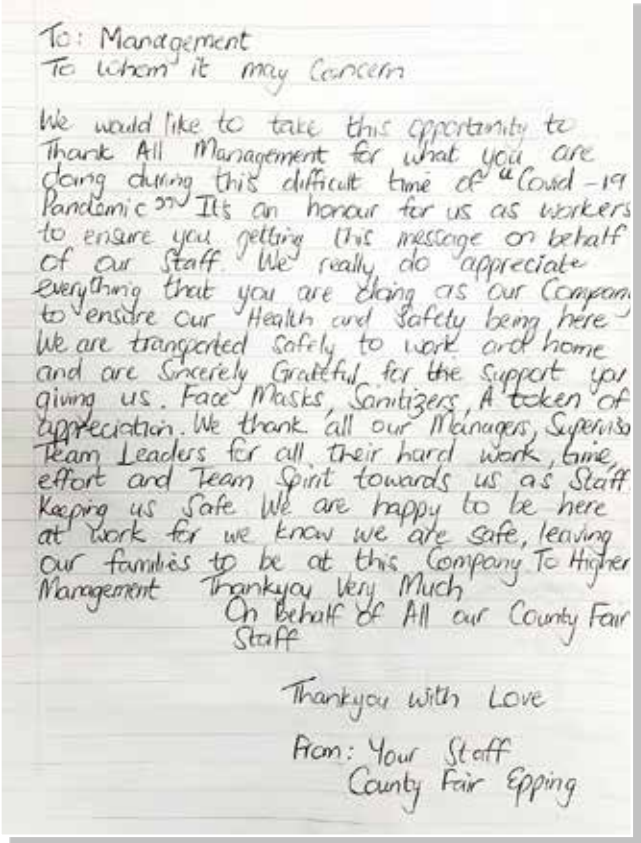 To: Management
To whom it may Concern
We would like to take this opportunity to
Thank All Management for what you are
doing during this difficult time of "Covid-19
Pandemic" It's an honour for us as workers
to ensure you getting this message on behalf
of our Staff. We really do appreciate
everything that you are doing as our Company
to ensure our Health and Safety being here
We are transported Safely to work and home
and are Sincerely Grateful for the support you
giving us. Face Masks, Sanitizers, A token of
appreciation. We thank all our Managers, Superviso
Team Leaders for all their hard work, time,
effort and Team Spirit towards us as Staff
Keeping us Safe We are happy to be here
at work for we know we are safe, leaving
our families to be at this Company To Higher
Management Thankyou Very Much
On Behalf of All our County Fair
Staff
Thankyou with Love
From: Your Staff
County Fair Epping